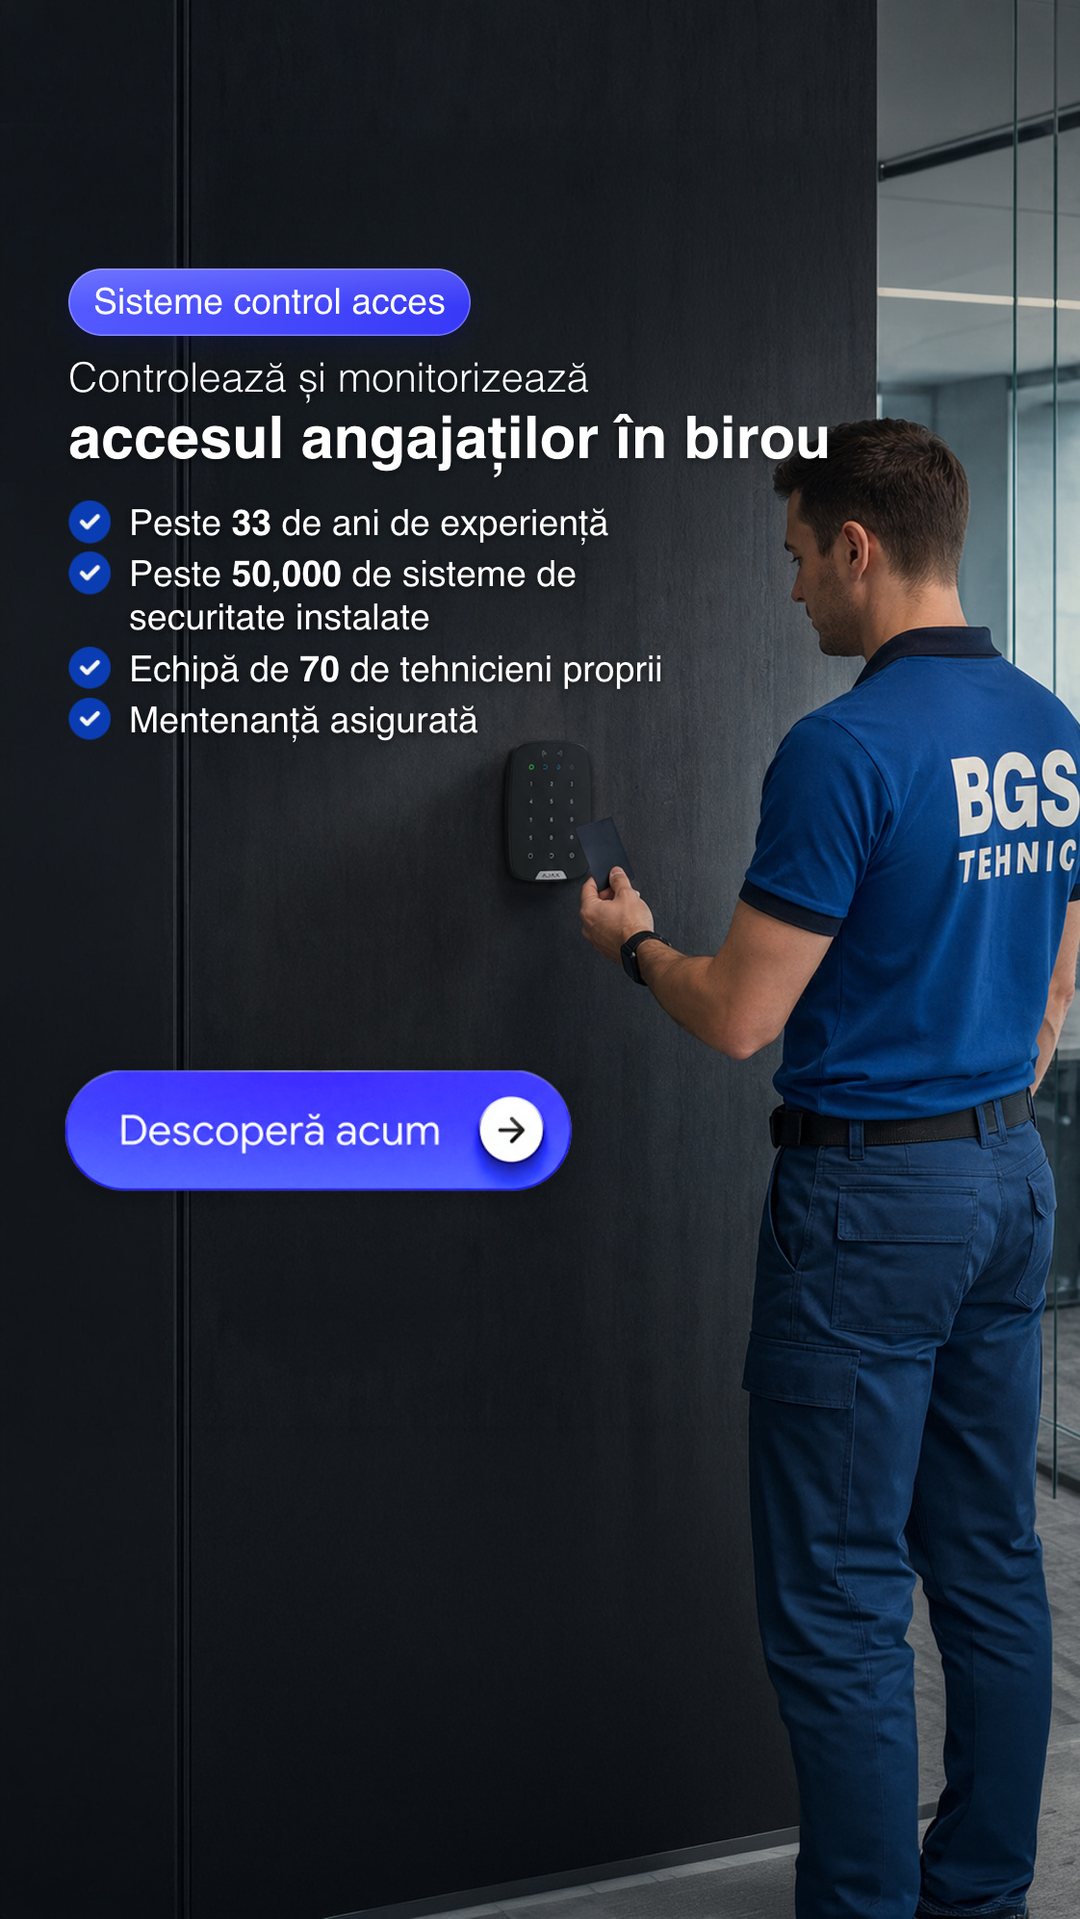 Sisteme control acces
Controlează și monitorizează
accesul angajaților în birou
Peste 33 de ani de experiență
Peste 50,000 de sisteme de
securitate instalate
Echipă de 70 de tehnicieni proprii
Mentenanță asigurată
AJAX
BGS
TEHNIC
Descoperă acum